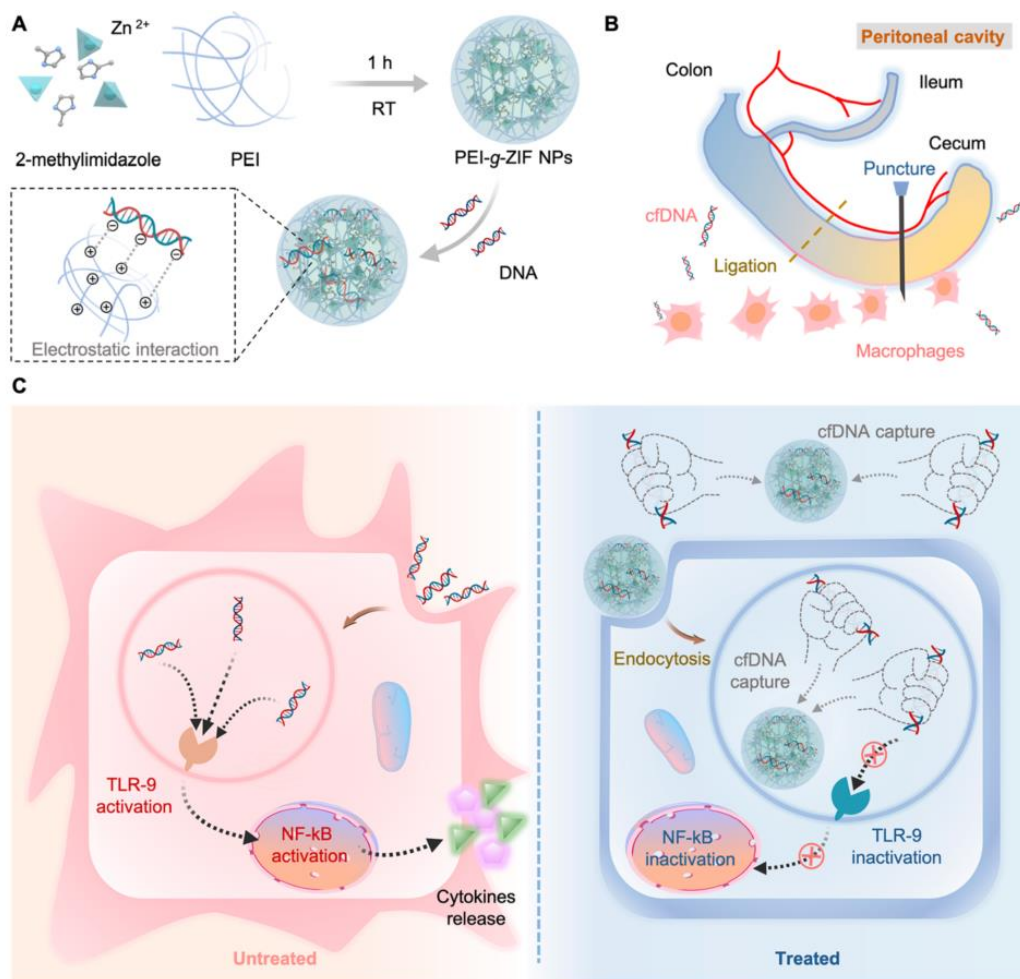 A
Zn 2+
2-methylimidazole
PEI
1 h
RT
PEI-g-ZIF NPs
DNA
Electrostatic interaction
B
Peritoneal cavity
Colon
Ileum
Cecum
Puncture
cfDNA
Ligation
Macrophages
C
TLR-9
activation
NF-kB
activation
Cytokines
release
Untreated
cfDNA capture
Endocytosis
cfDNA
capture
NF-kB
inactivation
TLR-9
inactivation
Treated